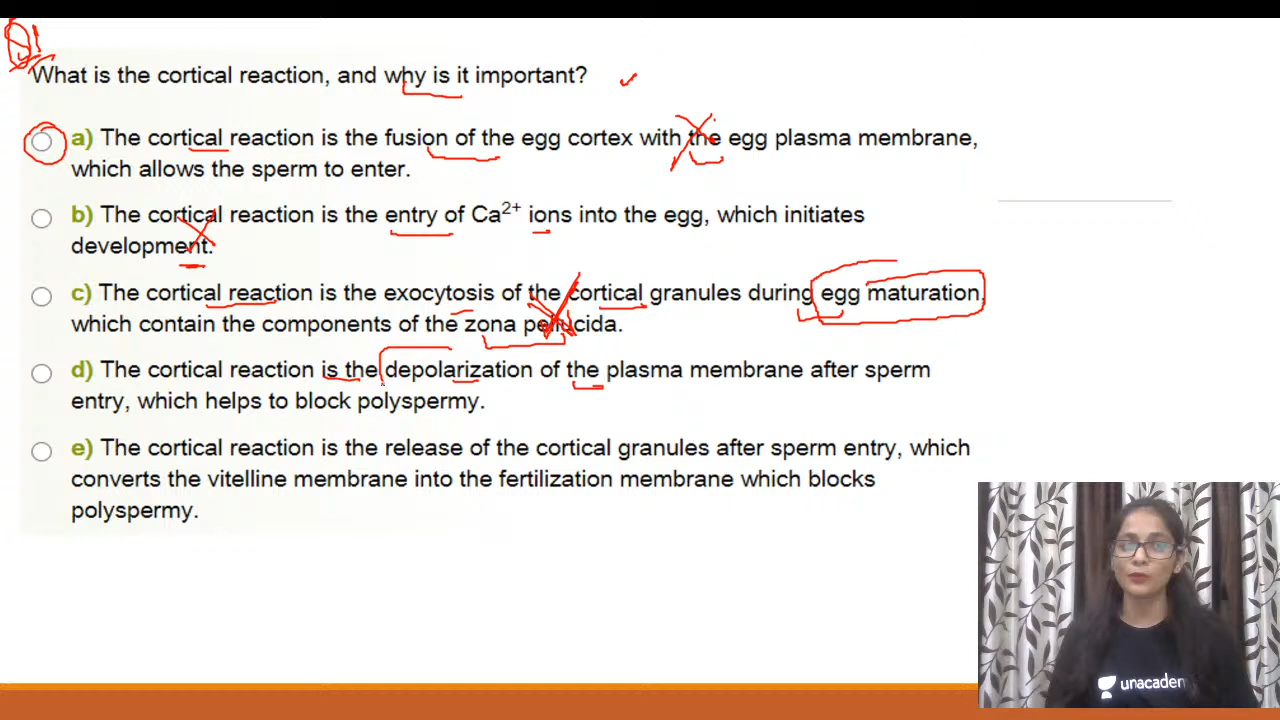 Q1
What is the cortical reaction, and why is it important?
a) The cortical reaction is the fusion of the egg cortex with the egg plasma membrane,
which allows the sperm to enter.
b) The cortical reaction is the entry of Ca2+ ions into the egg, which initiates
development.
c) The cortical reaction is the exocytosis of the cortical granules during egg maturation,
which contain the components of the zona pellucida.
d) The cortical reaction is the depolarization of the plasma membrane after sperm
entry, which helps to block polyspermy.
e) The cortical reaction is the release of the cortical granules after sperm entry, which
converts the vitelline membrane into the fertilization membrane which blocks
polyspermy.
unacadem